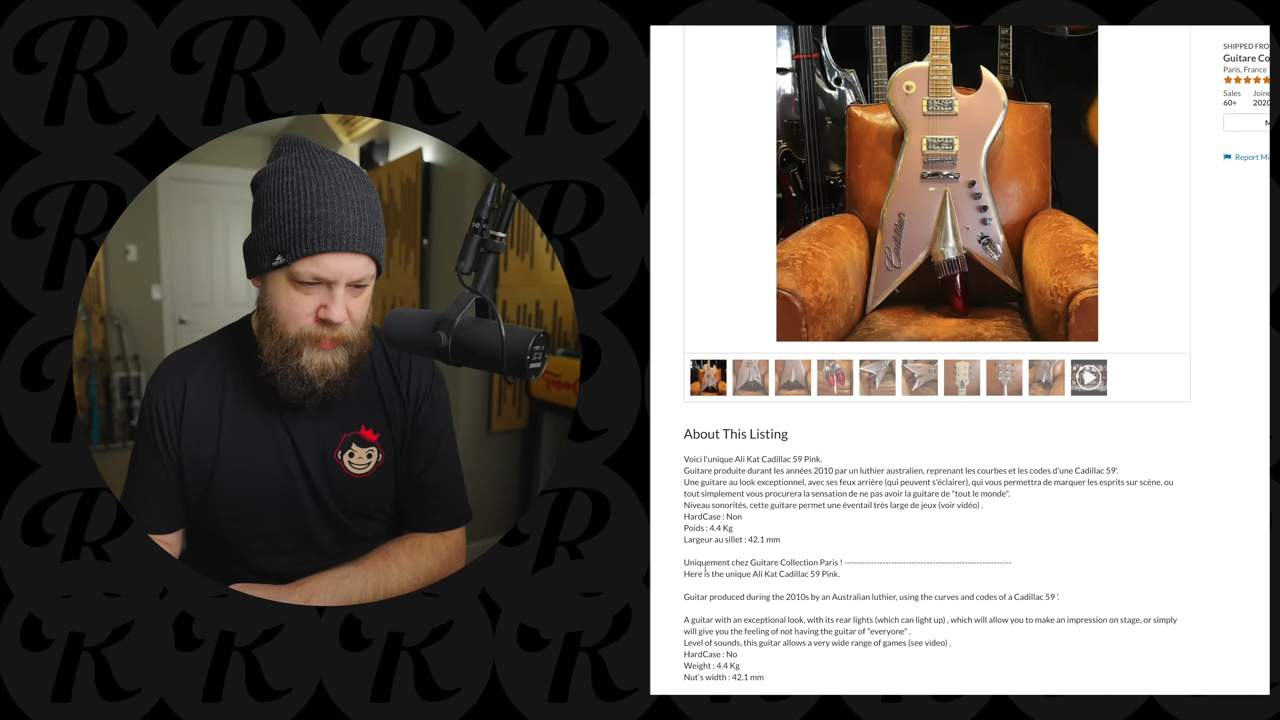 SHIPPED FRO
Guitare Co
Paris, France
Sales Joine
60+ 2020
M
Report Mi
Cadillac
About This Listing
Voici l'unique Ali Kat Cadillac 59 Pink.
Guitare produite durant les années 2010 par un luthier australien, reprenant les courbes et les codes d'une Cadillac 59'.
Une guitare au look exceptionnel, avec ses feux arrière (qui peuvent s'éclairer), qui vous permettra de marquer les esprits sur scène, ou
tout simplement vous procurera la sensation de ne pas avoir la guitare de "tout le monde".
Niveau sonorités, cette guitare permet une éventail très large de jeux (voir vidéo) .
HardCase : Non
Poids : 4.4 Kg
Largeur au sillet : 42.1 mm
Uniquement chez Guitare Collection Paris ! ----------------------------------------------------------
Here is the unique Ali Kat Cadillac 59 Pink.
Guitar produced during the 2010s by an Australian luthier, using the curves and codes of a Cadillac 59 '.
A guitar with an exceptional look, with its rear lights (which can light up) , which will allow you to make an impression on stage, or simply
will give you the feeling of not having the guitar of "everyone" .
Level of sounds, this guitar allows a very wide range of games (see video) .
HardCase : No
Weight : 4.4 Kg
Nut's width : 42.1 mm